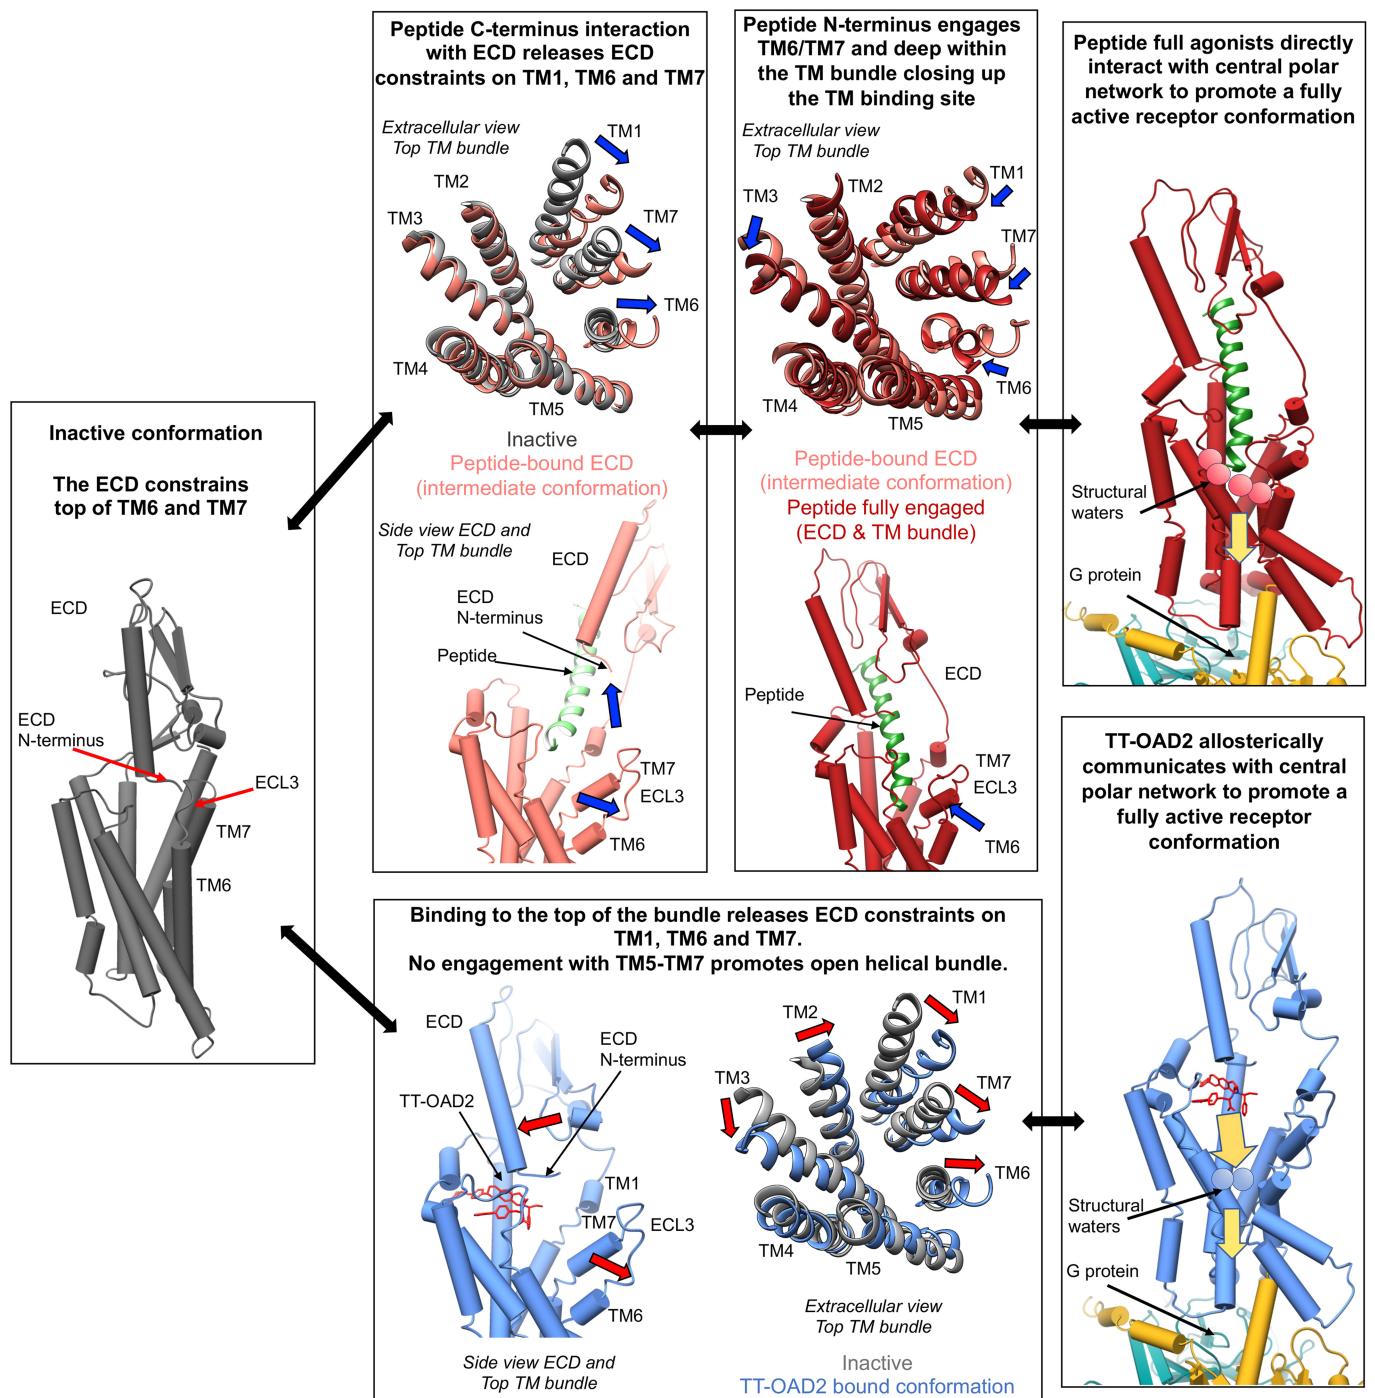 Inactive conformation
The ECD constrains
top of TM6 and TM7
ECD
ECD
N-terminus
ECL3
TM7
TM6
Peptide C-terminus interaction
with ECD releases ECD
constraints on TM1, TM6 and TM7
Extracellular view
Top TM bundle
TM1
TM2
TM3
TM7
TM6
TM4
TM5
Inactive
Peptide-bound ECD
(intermediate conformation)
Side view ECD and
Top TM bundle
ECD
ECD
N-terminus
Peptide
TM7
ECL3
TM6
Peptide N-terminus engages
TM6/TM7 and deep within
the TM bundle closing up
the TM binding site
Extracellular view
Top TM bundle
TM1
TM2
TM3
TM7
TM6
TM4
TM5
Peptide-bound ECD
(intermediate conformation)
Peptide fully engaged
(ECD & TM bundle)
ECD
Peptide
TM7
ECL3
TM6
Peptide full agonists directly
interact with central polar
network to promote a fully
active receptor conformation
Structural
waters
G protein
Binding to the top of the bundle releases ECD constraints on
TM1, TM6 and TM7.
No engagement with TM5-TM7 promotes open helical bundle.
ECD
ECD
N-terminus
TT-OAD2
TM1
TM7
ECL3
TM6
Side view ECD and
Top TM bundle
TM1
TM2
TM3
TM7
TM6
TM4
TM5
Extracellular view
Top TM bundle
Inactive
TT-OAD2 bound conformation
TT-OAD2 allosterically
communicates with central
polar network to promote a
fully active receptor
conformation
Structural
waters
G protein